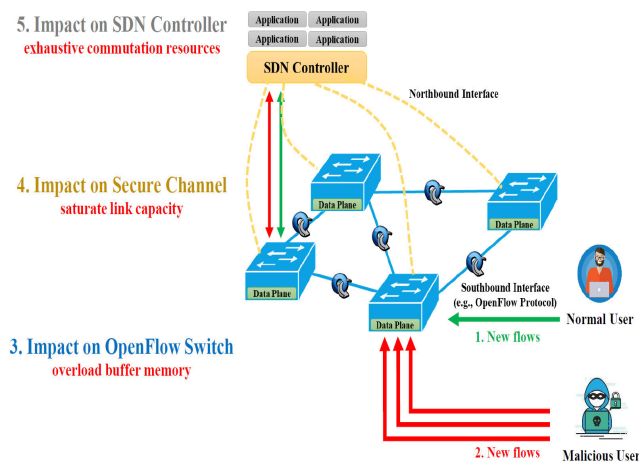 5. Impact on SDN Controller
exhaustive commutation resources
Application Application
Application Application
SDN Controller
Northbound Interface
4. Impact on Secure Channel
saturate link capacity
Data Plane
Data Plane
Data Plane
Data Plane
Southbound Interface
(e.g., OpenFlow Protocol)
Normal User
1. New flows
3. Impact on OpenFlow Switch
overload buffer memory
2. New flows
Malicious User